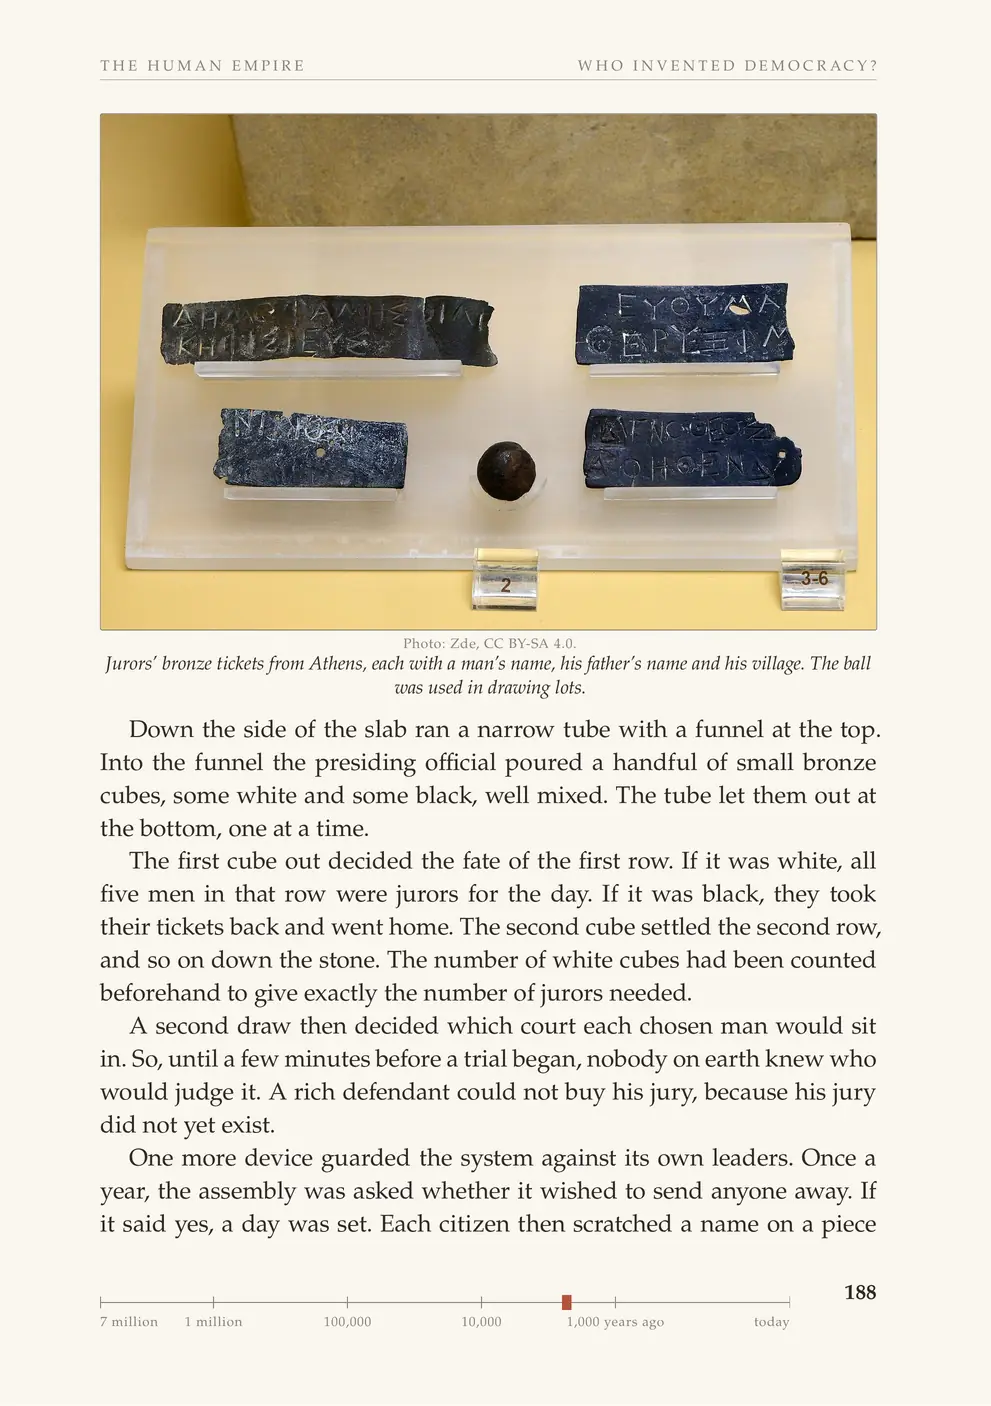 THE HUMAN EMPIRE
WHO INVENTED DEMOCRACY?
ΕΥΟΥΜΑ
2
3-6
Photo: Zde, CC BY-SA 4.0.
Jurors’ bronze tickets from Athens, each with a man’s name, his father’s name and his village. The ball
was used in drawing lots.
Down the side of the slab ran a narrow tube with a funnel at the top.
Into the funnel the presiding official poured a handful of small bronze
cubes, some white and some black, well mixed. The tube let them out at
the bottom, one at a time.
The first cube out decided the fate of the first row. If it was white, all
five men in that row were jurors for the day. If it was black, they took
their tickets back and went home. The second cube settled the second row,
and so on down the stone. The number of white cubes had been counted
beforehand to give exactly the number of jurors needed.
A second draw then decided which court each chosen man would sit
in. So, until a few minutes before a trial began, nobody on earth knew who
would judge it. A rich defendant could not buy his jury, because his jury
did not yet exist.
One more device guarded the system against its own leaders. Once a
year, the assembly was asked whether it wished to send anyone away. If
it said yes, a day was set. Each citizen then scratched a name on a piece
188
7 million 1 million 100,000 10,000 1,000 years ago today